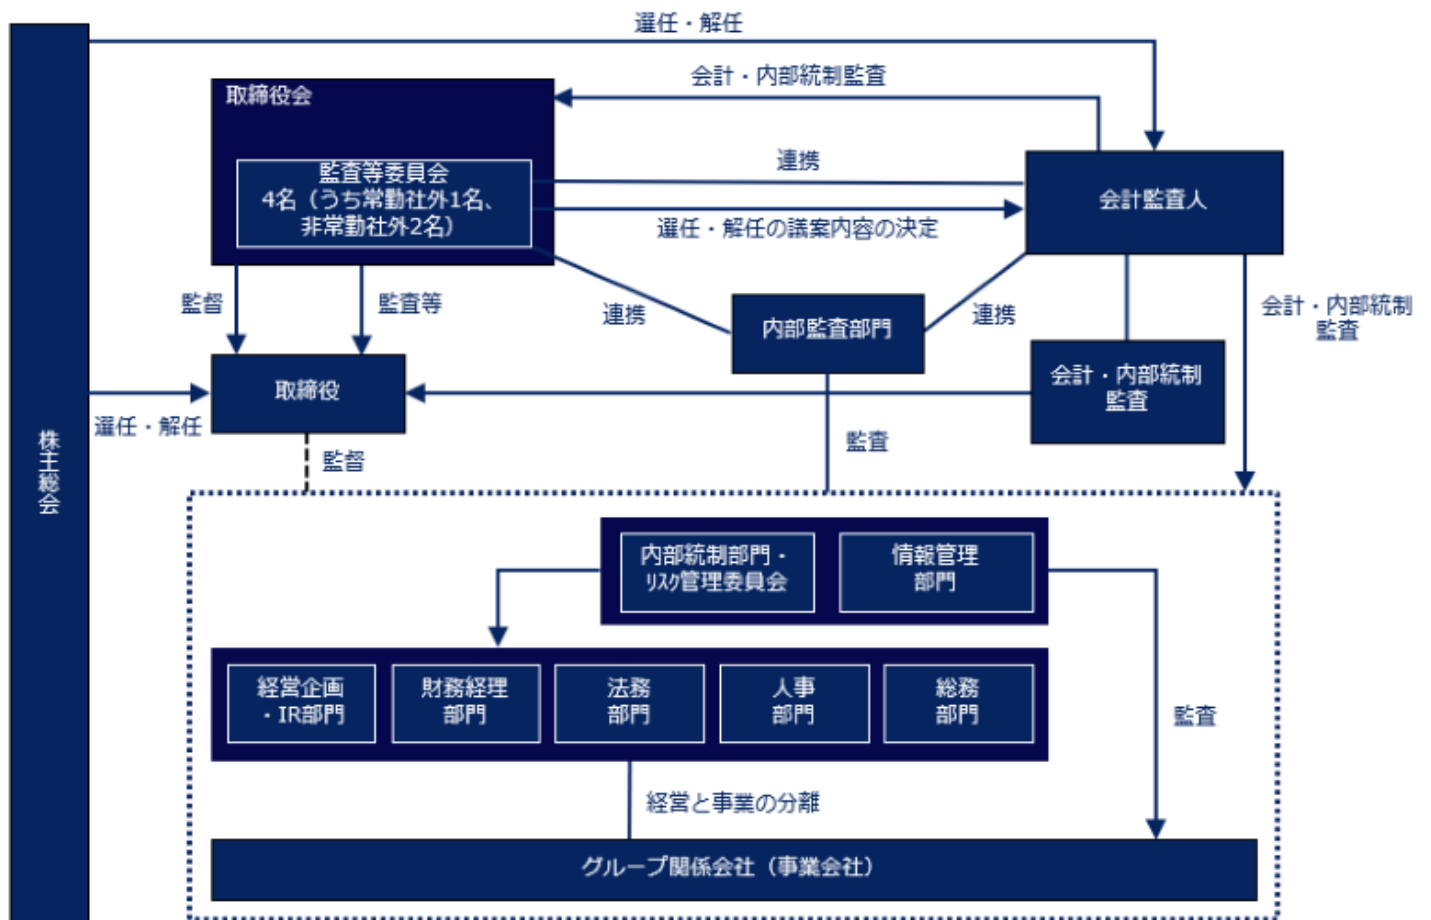 選任・解任
会計・内部統制監査
取締役会
監査等委員会
4名（うち常勤社外1名、
非常勤社外2名）
連携
選任・解任の議案内容の決定
会計監査人
監督
監査等
連携
内部監査部門
連携
会計・内部統制
監査
取締役
会計・内部統制
監査
選任・解任
株主総会
監督
監査
内部統制部門・
リスク管理委員会
情報管理
部門
経営企画
・IR部門
財務経理
部門
法務
部門
人事
部門
総務
部門
監査
経営と事業の分離
グループ関係会社（事業会社）